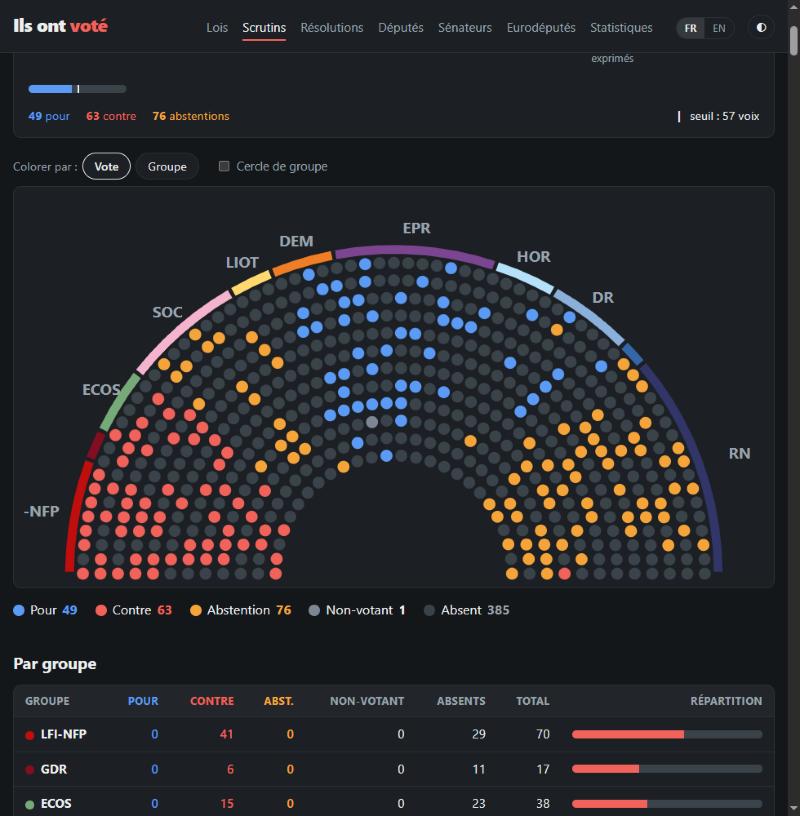 Ils ont voté
Lois Scrutins Résolutions Députés Sénateurs Eurodéputés Statistiques FR EN
exprimés
49 pour 63 contre 76 abstentions | seuil : 57 voix
Colorer par : Vote Groupe Cercle de groupe
EPR
DEM
HOR
LIOT
DR
SOC
ECOS
RN
-NFP
Pour 49 Contre 63 Abstention 76 Non-votant 1 Absent 385
Par groupe
GROUPE POUR CONTRE ABST. NON-VOTANT ABSENTS TOTAL RÉPARTITION
LFI-NFP 0 41 0 0 29 70
GDR 0 6 0 0 11 17
ECOS 0 15 0 0 23 38